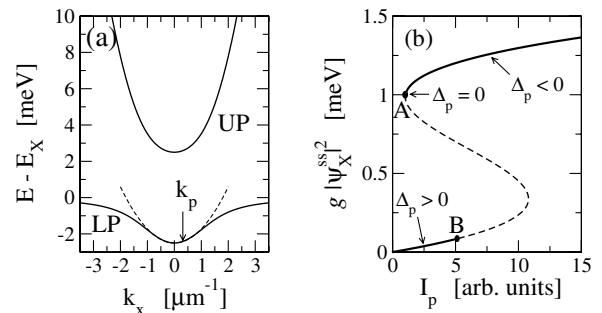 (a)
10
8
6
4
2
0
-2
E - E_X [meV]
UP
LP
k_p
-3 -2 -1 0 1 2 3
k_x [μm^-1]
(b)
1.5
1
0.5
0
g |ψ_X^ss|^2 [meV]
A
Δ_p = 0
Δ_p < 0
Δ_p > 0
B
0 5 10 15
I_p [arb. units]